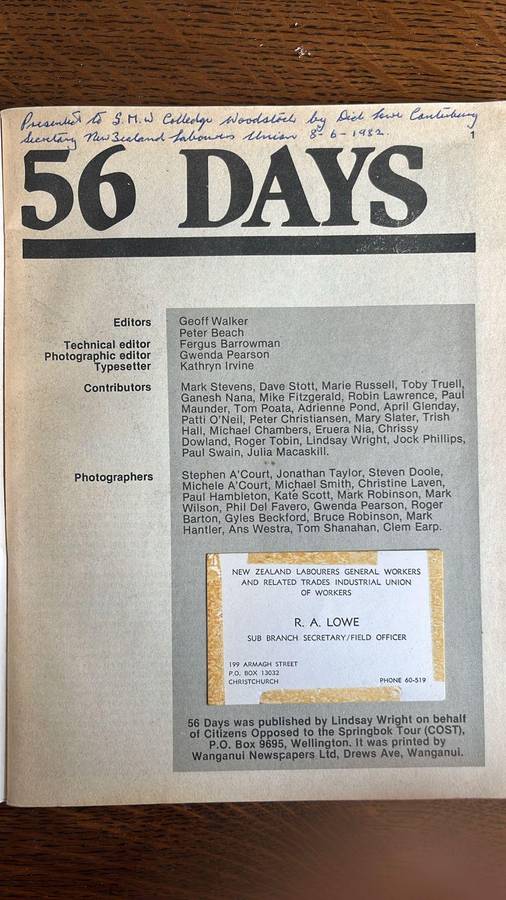 Presented to S.M.W Colledge Woodstock by Dick Lowe Canterbury
Secretary New Zealand Labourers Union 8-6-1982.
1
56 DAYS
Editors Geoff Walker
Peter Beach
Technical editor Fergus Barrowman
Photographic editor Gwenda Pearson
Typesetter Kathryn Irvine
Contributors Mark Stevens, Dave Stott, Marie Russell, Toby Truell,
Ganesh Nana, Mike Fitzgerald, Robin Lawrence, Paul
Maunder, Tom Poata, Adrienne Pond, April Glenday,
Patti O'Neil, Peter Christiansen, Mary Slater, Trish
Hall, Michael Chambers, Eruera Nia, Chrissy
Dowland, Roger Tobin, Lindsay Wright, Jock Phillips,
Paul Swain, Julia Macaskill.
Photographers Stephen A'Court, Jonathan Taylor, Steven Doole,
Michele A'Court, Michael Smith, Christine Laven,
Paul Hambleton, Kate Scott, Mark Robinson, Mark
Wilson, Phil Del Favero, Gwenda Pearson, Roger
Barton, Gyles Beckford, Bruce Robinson, Mark
Hantler, Ans Westra, Tom Shanahan, Clem Earp.
NEW ZEALAND LABOURERS GENERAL WORKERS
AND RELATED TRADES INDUSTRIAL UNION
OF WORKERS
R. A. LOWE
SUB BRANCH SECRETARY/FIELD OFFICER
199 ARMAGH STREET
P.O. BOX 13032
CHRISTCHURCH PHONE 60-519
56 Days was published by Lindsay Wright on behalf
of Citizens Opposed to the Springbok Tour (COST),
P.O. Box 9695, Wellington. It was printed by
Wanganui Newspapers Ltd, Drews Ave, Wanganui.